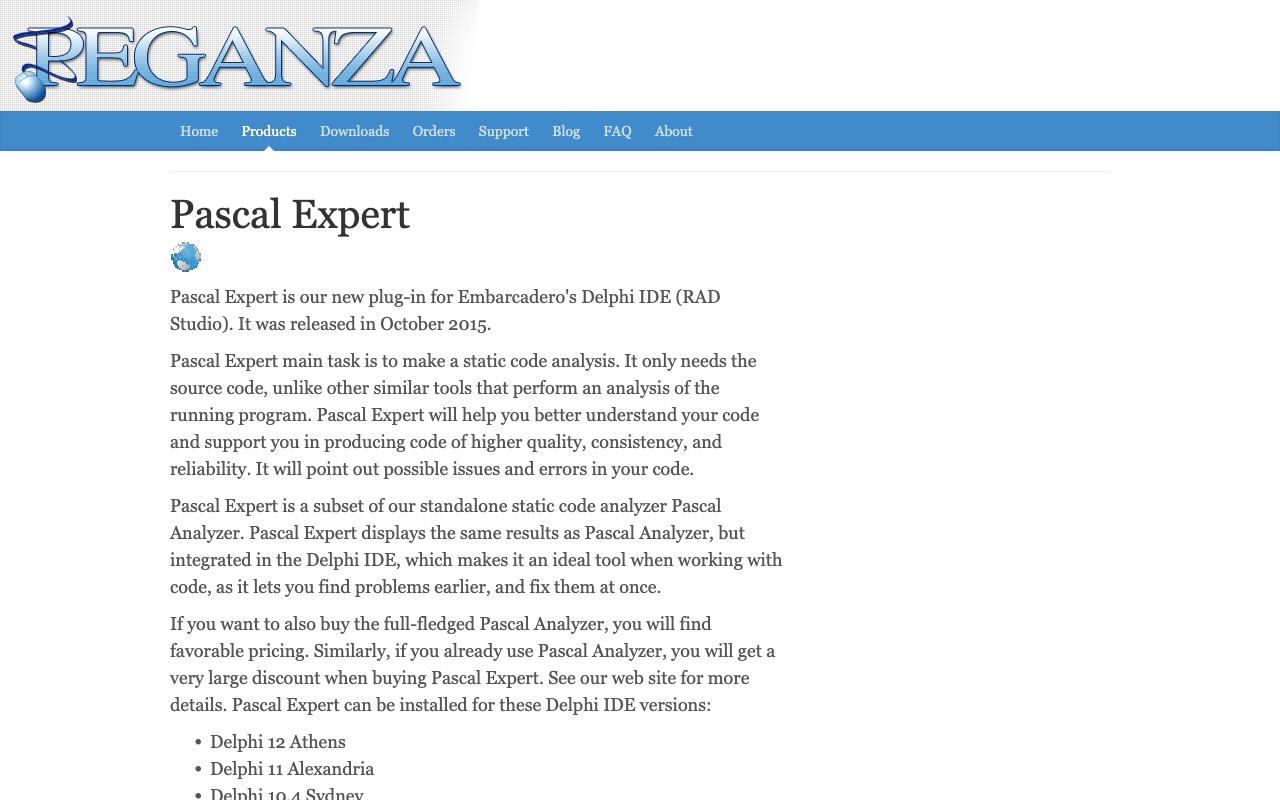 PEGANZA
Home Products Downloads Orders Support Blog FAQ About
Pascal Expert
Pascal Expert is our new plug-in for Embarcadero's Delphi IDE (RAD
Studio). It was released in October 2015.
Pascal Expert main task is to make a static code analysis. It only needs the
source code, unlike other similar tools that perform an analysis of the
running program. Pascal Expert will help you better understand your code
and support you in producing code of higher quality, consistency, and
reliability. It will point out possible issues and errors in your code.
Pascal Expert is a subset of our standalone static code analyzer Pascal
Analyzer. Pascal Expert displays the same results as Pascal Analyzer, but
integrated in the Delphi IDE, which makes it an ideal tool when working with
code, as it lets you find problems earlier, and fix them at once.
If you want to also buy the full-fledged Pascal Analyzer, you will find
favorable pricing. Similarly, if you already use Pascal Analyzer, you will get a
very large discount when buying Pascal Expert. See our web site for more
details. Pascal Expert can be installed for these Delphi IDE versions:
• Delphi 12 Athens
• Delphi 11 Alexandria
• Delphi 10.4 Sydney